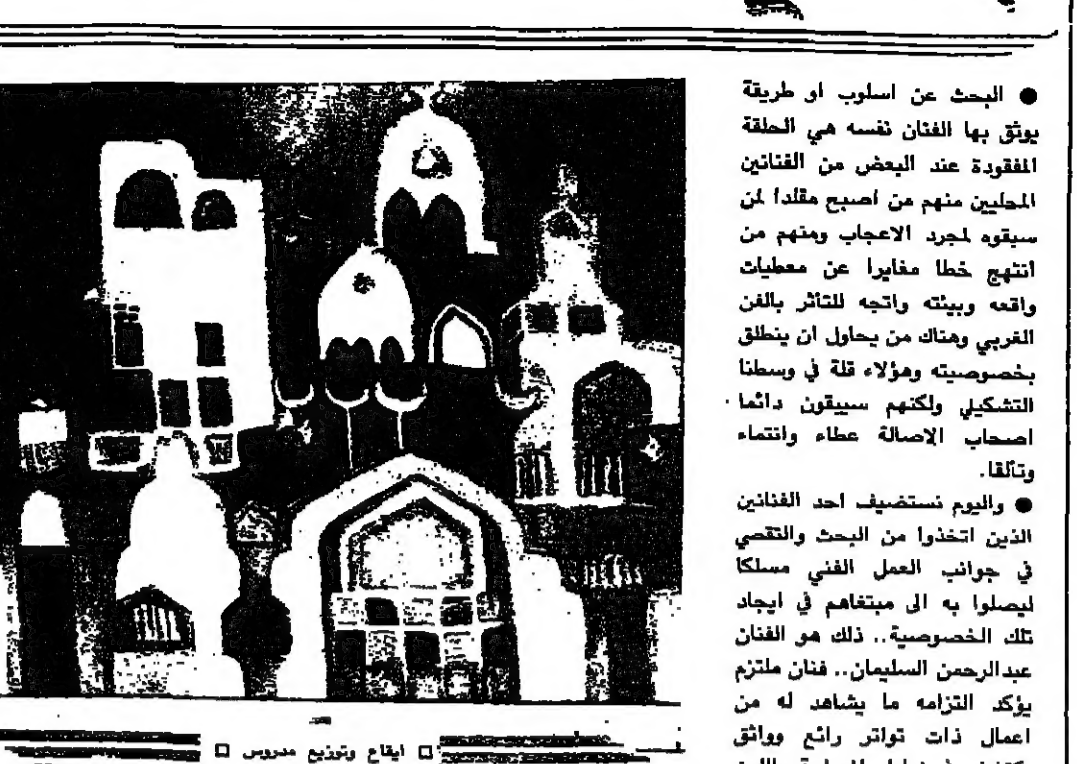 ● البحث عن اسلوب او طريقة
يوثق بها الفنان نفسه هي الحلقة
المفقودة عند البعض من الفنانين
المحليين منهم من اصبح مقلدا لمن
سبقوه لمجرد الاعجاب ومنهم من
انتهج خطا مغايرا عن معطيات
واقعه وبيئته واتجه للتأثر بالفن
الغربي وهناك من يحاول ان ينطلق
بخصوصيته وهؤلاء قلة في وسطنا
التشكيلي ولكنهم سيبقون دائما
اصحاب الاصالة عطاء وانتماء
وتألقا.
● واليوم نستضيف احد الفنانين
الذين اتخذوا من البحث والتقصي
في جوانب العمل الفني مسلكا
ليصلوا به الى مبتغاهم في ايجاد
تلك الخصوصية.. ذلك هو الفنان
عبدالرحمن السليمان.. فنان ملتزم
يؤكد التزامه ما يشاهد له من
اعمال ذات تواتر رائع وواثق
□ ايقاع وتوزيع مدروس □